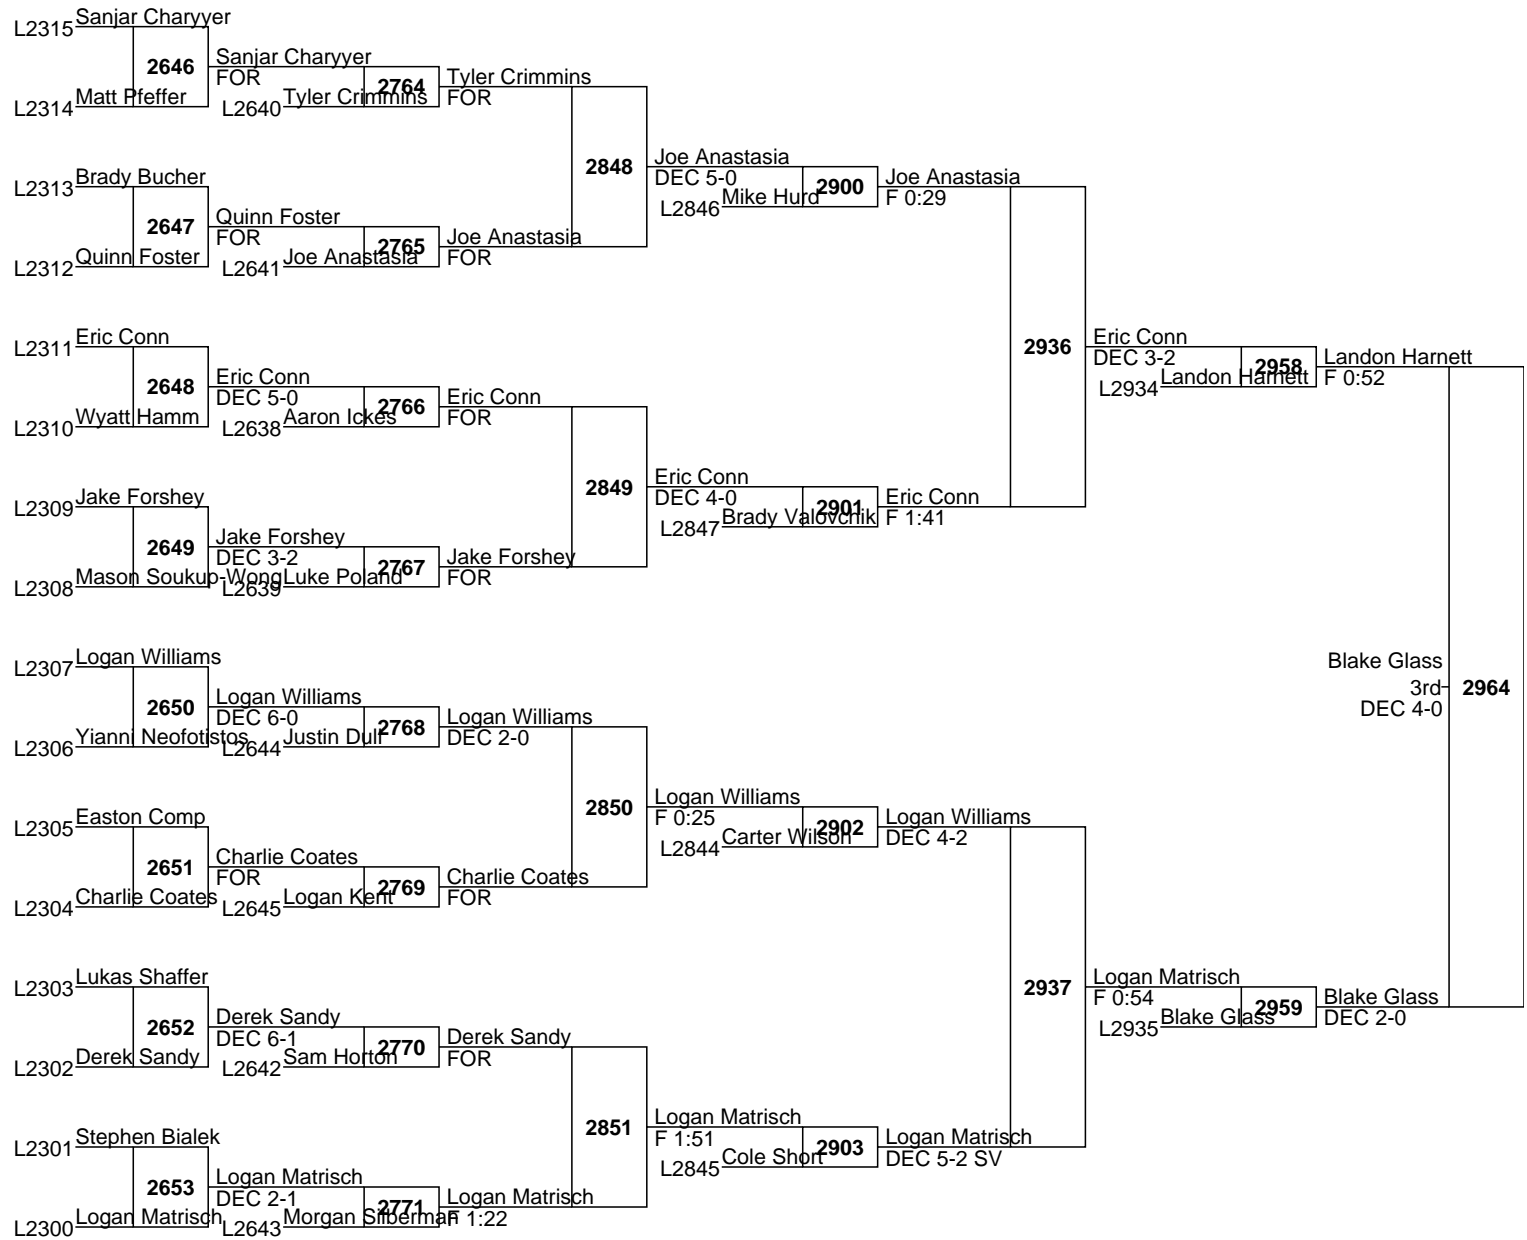 L2315 Sanjar Charyyer
2646
Sanjar Charyyer
FOR
L2314 Matt Pfeffer
L2640 Tyler Crimmins
2764
Tyler Crimmins
FOR
2848
Joe Anastasia
DEC 5-0
L2846 Mike Hurd
2900
Joe Anastasia
F 0:29
L2313 Brady Bucher
2647
Quinn Foster
FOR
L2312 Quinn Foster
L2641 Joe Anastasia
2765
Joe Anastasia
FOR
L2311 Eric Conn
2648
Eric Conn
DEC 5-0
L2310 Wyatt Hamm
L2638 Aaron Ickes
2766
Eric Conn
FOR
2936
Eric Conn
DEC 3-2
L2934 Landon Harnett
2958
Landon Harnett
F 0:52
2849
Eric Conn
DEC 4-0
L2847 Brady Valovchik
2901
Eric Conn
F 1:41
L2309 Jake Forshey
2649
Jake Forshey
DEC 3-2
L2308 Mason Soukup-Wong
L2639 Luke Poland
2767
Jake Forshey
FOR
L2307 Logan Williams
2650
Logan Williams
DEC 6-0
L2306 Yianni Neofotistos
L2644 Justin Dull
2768
Logan Williams
DEC 2-0
Blake Glass
3rd
DEC 4-0
2964
2850
Logan Williams
F 0:25
L2844 Carter Wilson
2902
Logan Williams
DEC 4-2
L2305 Easton Comp
2651
Charlie Coates
FOR
L2304 Charlie Coates
L2645 Logan Kent
2769
Charlie Coates
FOR
L2303 Lukas Shaffer
2652
Derek Sandy
DEC 6-1
L2302 Derek Sandy
L2642 Sam Horton
2770
Derek Sandy
FOR
2937
Logan Matrisch
F 0:54
L2935 Blake Glass
2959
Blake Glass
DEC 2-0
2851
Logan Matrisch
F 1:51
L2845 Cole Short
2903
Logan Matrisch
DEC 5-2 SV
L2301 Stephen Bialek
2653
Logan Matrisch
DEC 2-1
L2300 Logan Matrisch
L2643 Morgan Silberman
2771
Logan Matrisch
F 1:22